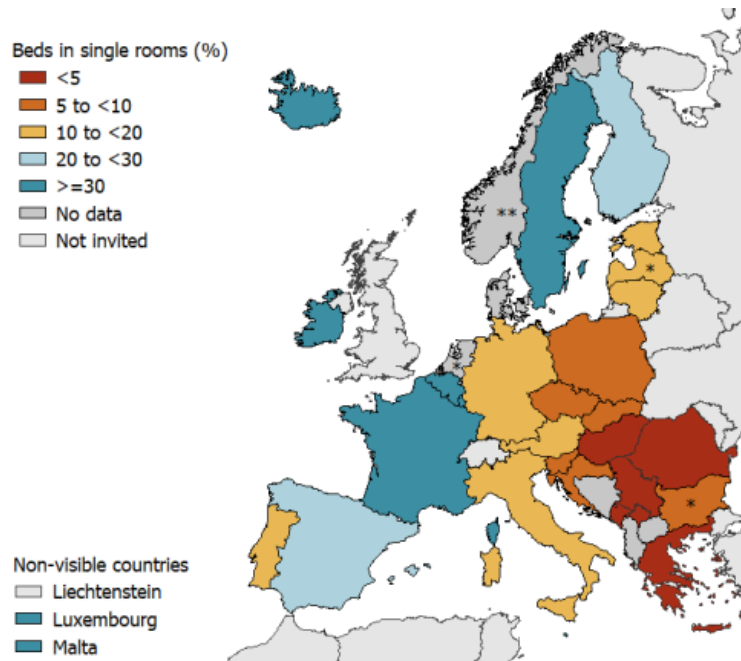 Beds in single rooms (%)
<5
5 to <10
10 to <20
20 to <30
>=30
No data
Not invited
**
*
*
*
Non-visible countries
Liechtenstein
Luxembourg
Malta